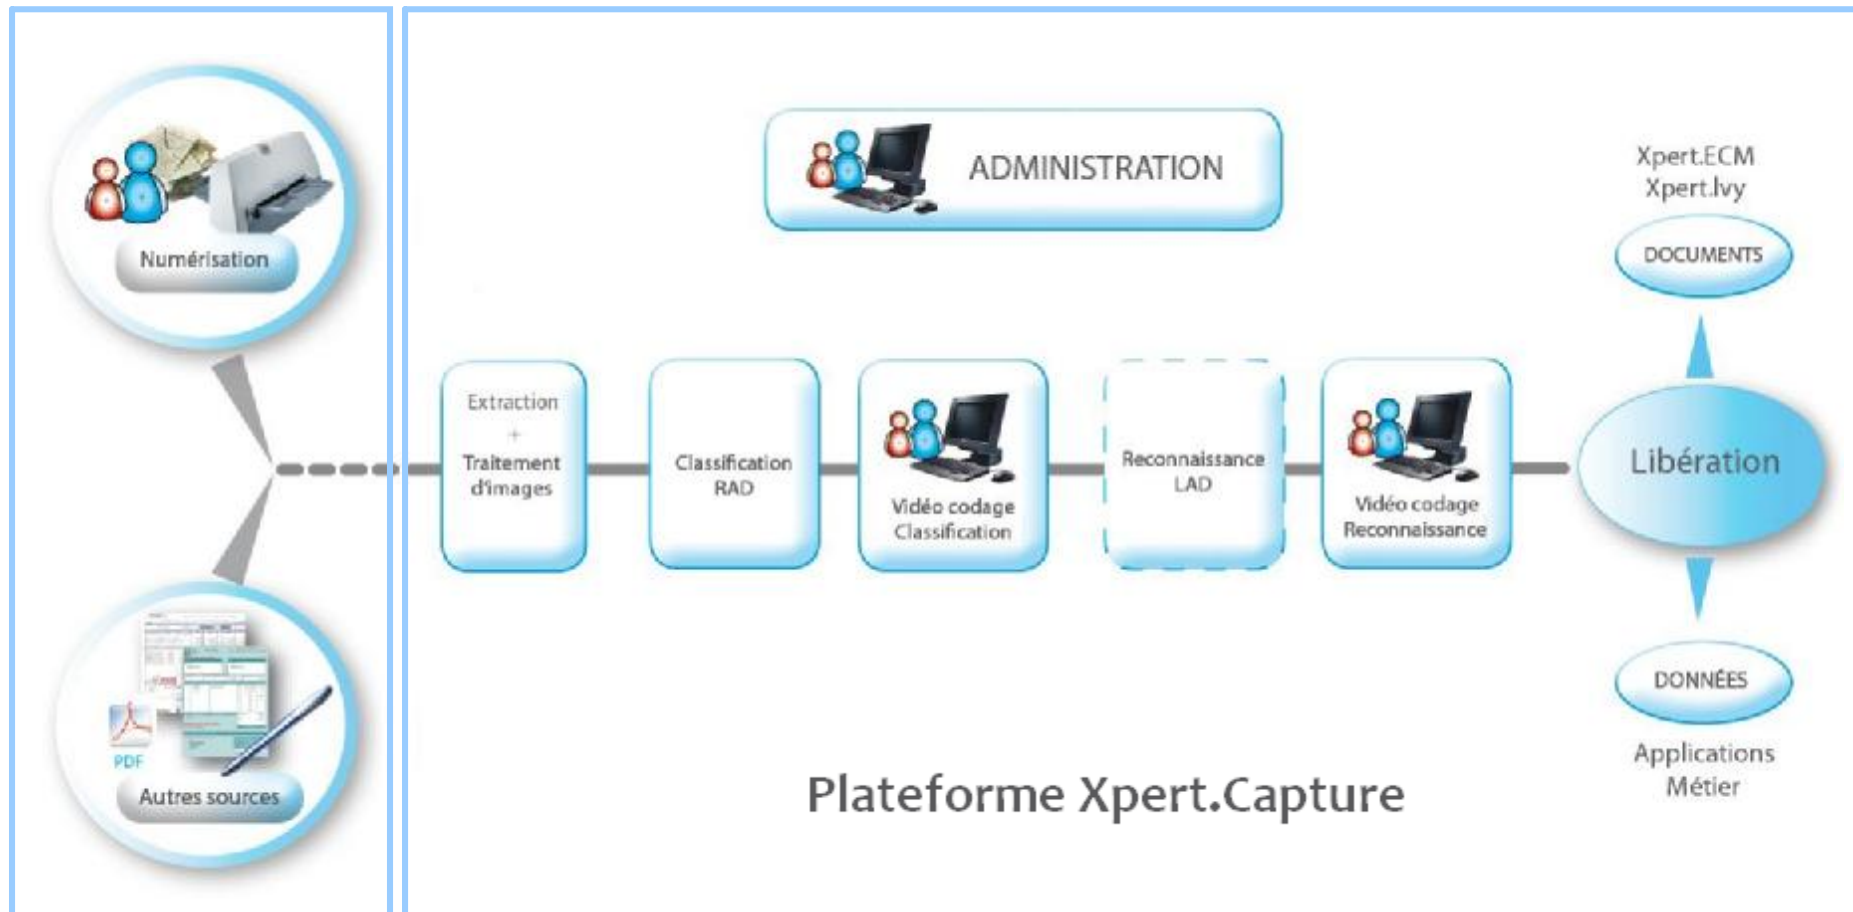 Numérisation
PDF
Autres sources
ADMINISTRATION
Extraction
+
Traitement
d'images
Classification
RAD
Vidéo codage
Classification
Reconnaissance
LAD
Vidéo codage
Reconnaissance
Xpert.ECM
Xpert.Ivy
DOCUMENTS
Libération
DONNÉES
Applications
Métier
Plateforme Xpert.Capture